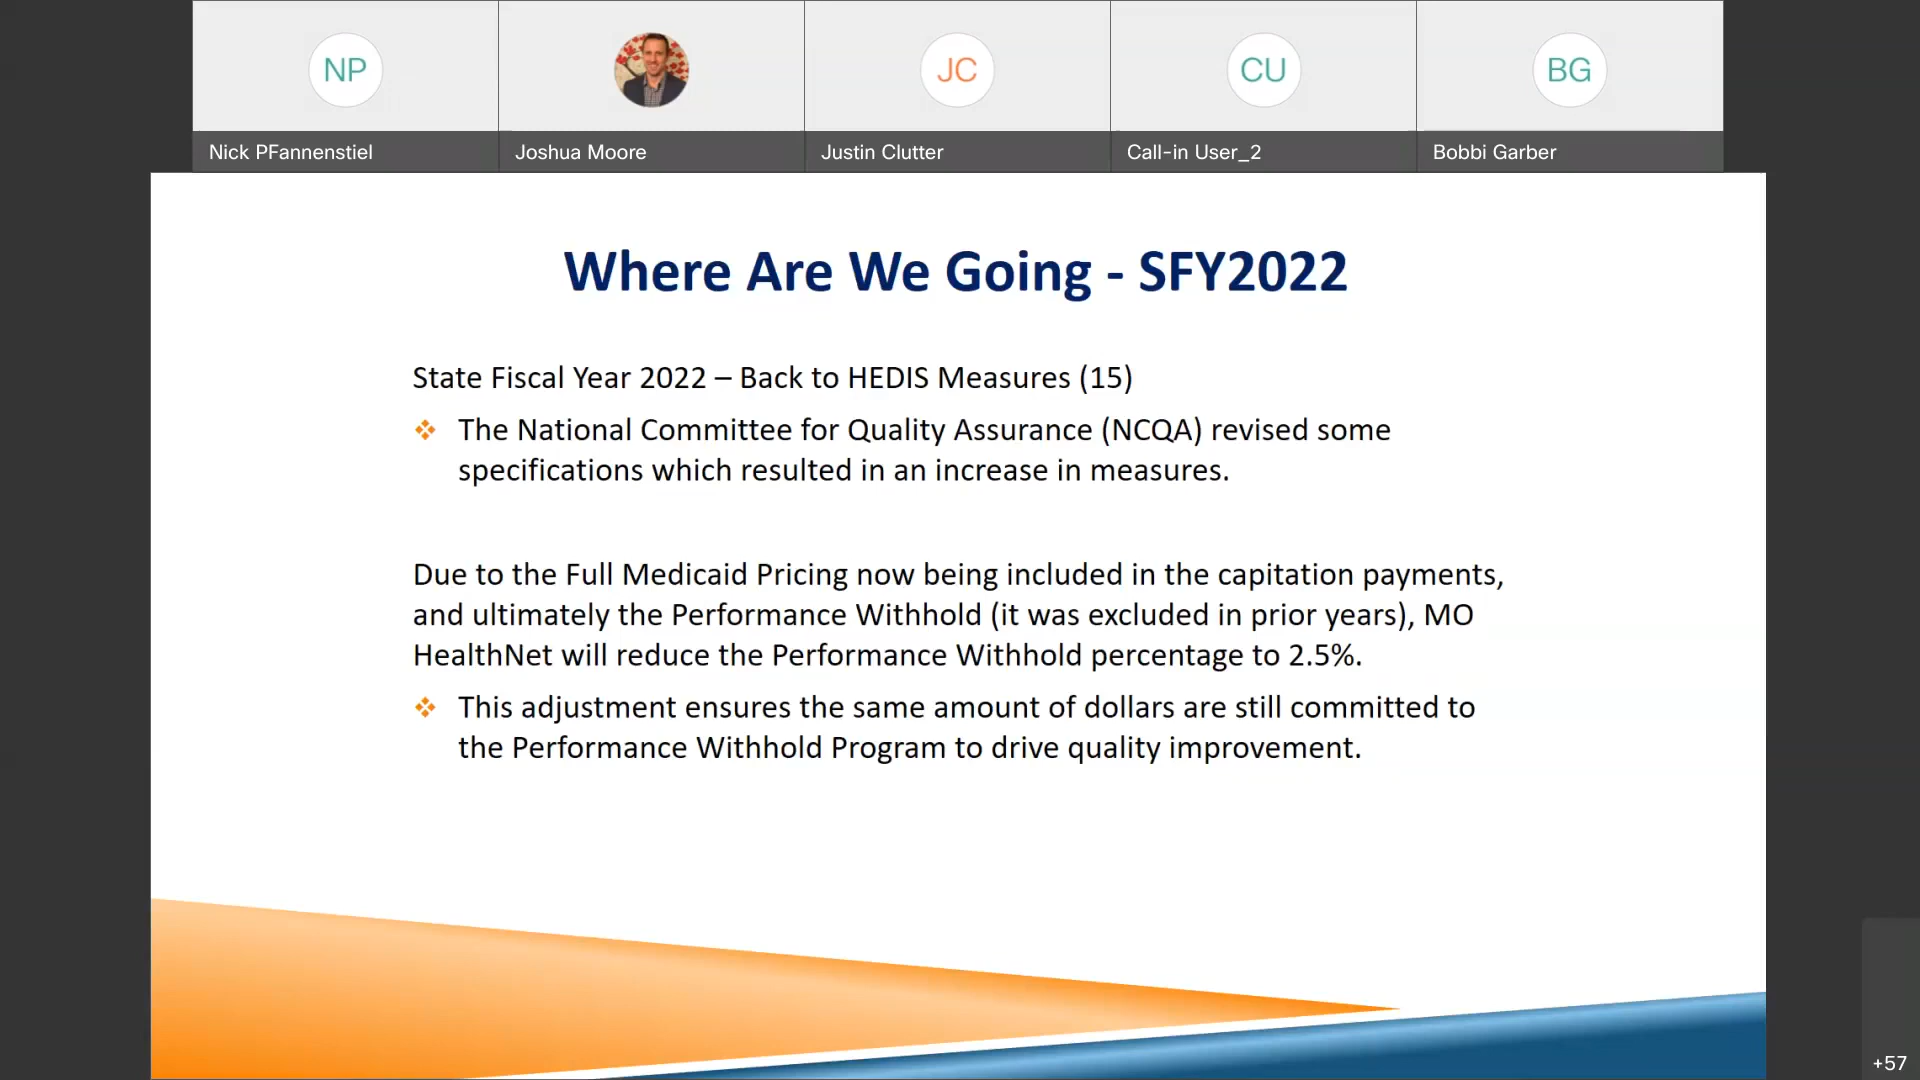 NP
JC
CU
BG
Nick PFannenstiel
Joshua Moore
Justin Clutter
Call-in User_2
Bobbi Garber
Where Are We Going - SFY2022
State Fiscal Year 2022 – Back to HEDIS Measures (15)
The National Committee for Quality Assurance (NCQA) revised some
specifications which resulted in an increase in measures.
Due to the Full Medicaid Pricing now being included in the capitation payments,
and ultimately the Performance Withhold (it was excluded in prior years), MO
HealthNet will reduce the Performance Withhold percentage to 2.5%.
This adjustment ensures the same amount of dollars are still committed to
the Performance Withhold Program to drive quality improvement.
+57